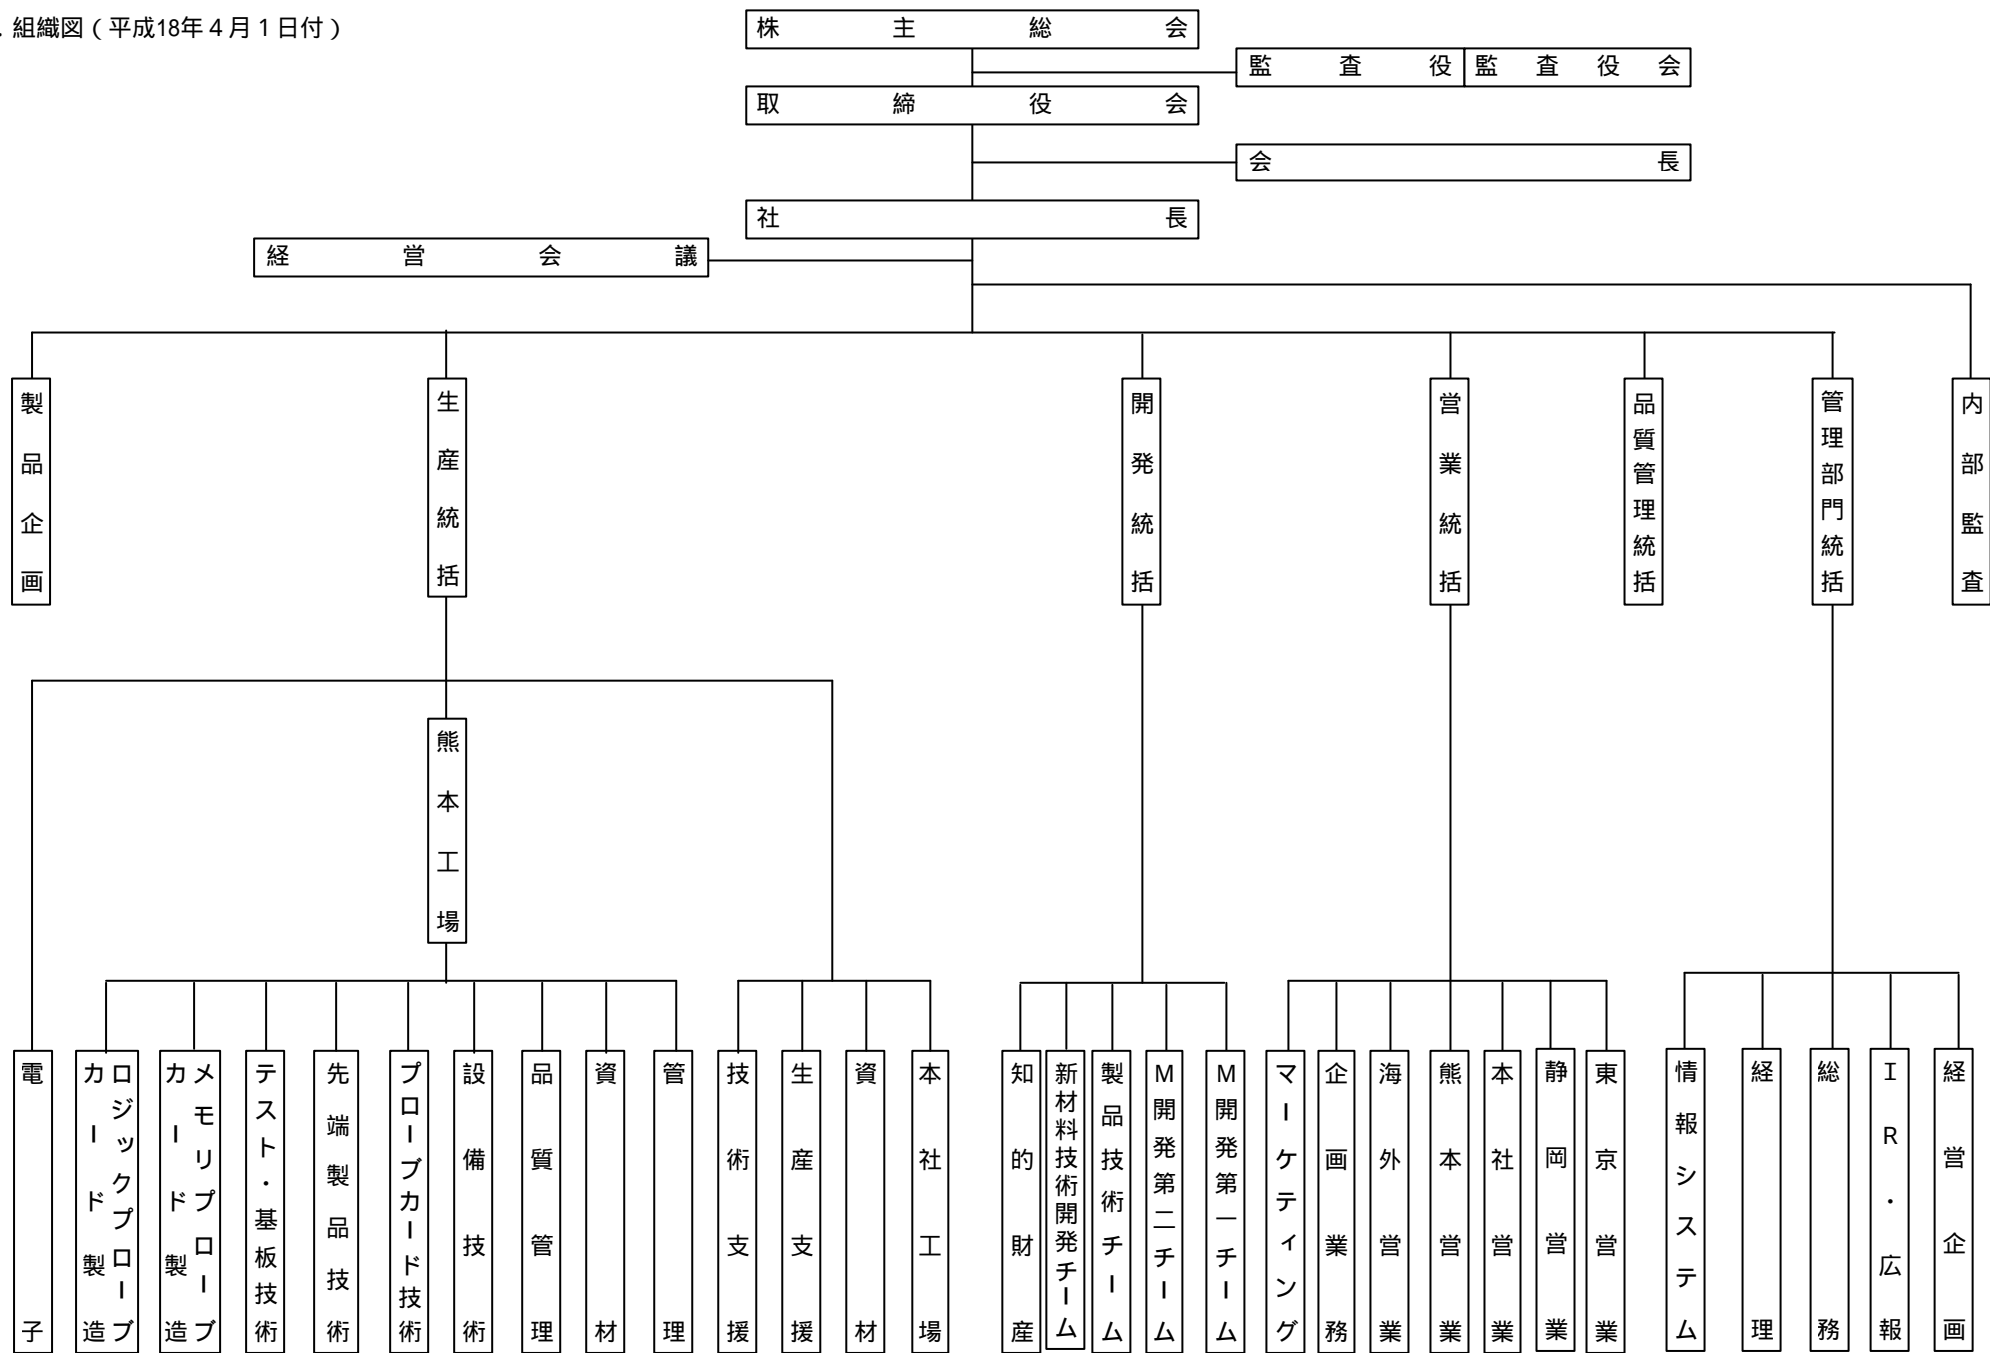 . 組織図（平成18年４月１日付）
株主総会
監査役
監査役会
取締役会
会長
社長
経営会議
製品企画
生産統括
開発統括
営業統括
品質管理統括
管理部門統括
内部監査
熊本工場
電子
ロジックプローブ
カード製造
メモリプローブ
カード製造
テスト・基板技術
先端製品技術
プローブカード技術
設備技術
品質管理
資材
管理
技術支援
生産支援
資材
本社工場
知的財産
新材料技術開発チーム
製品技術チーム
Ｍ開発第二チーム
Ｍ開発第一チーム
マーケティング
企画業務
海外営業
熊本営業
本社営業
静岡営業
東京営業
情報システム
経理
総務
ＩＲ・広報
経営企画